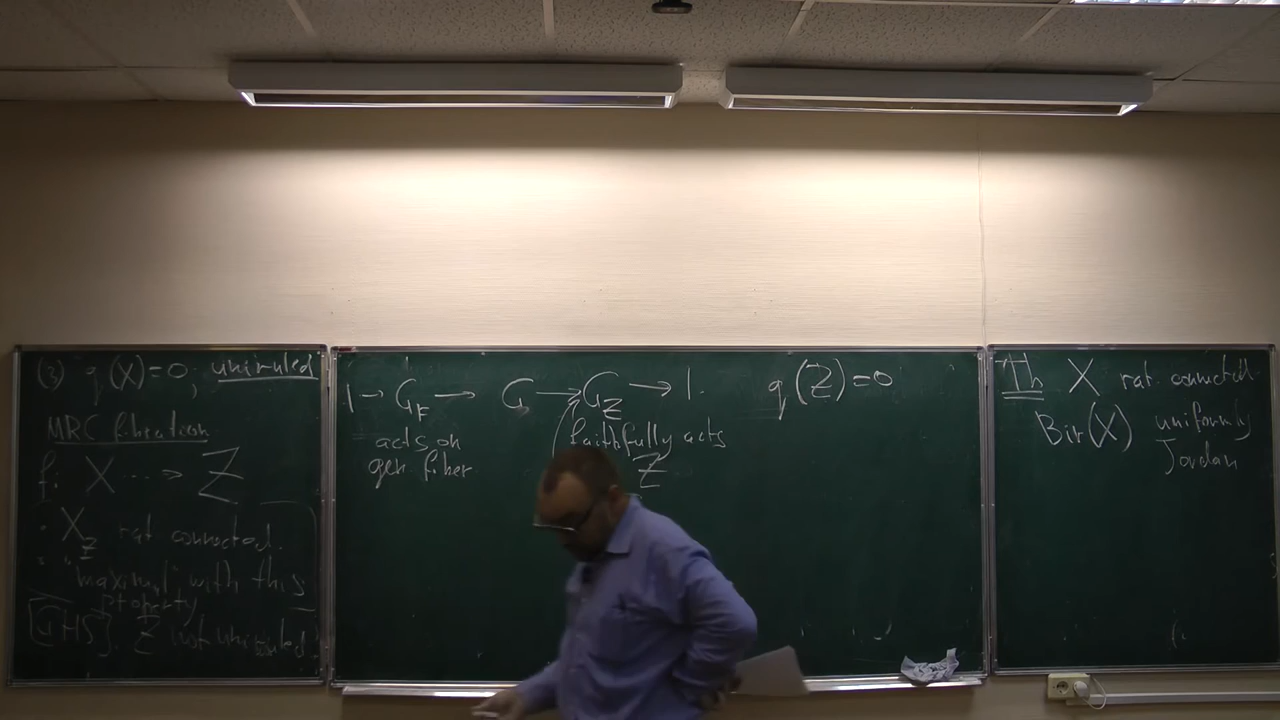 (3) q(X)=0, uniruled
MRC fibration
f: X ⇢ Z
· X_Z rat connected.
· "maximal" with this
property
[GHS]. Z not uniruled
1 → G_F → G → G_Z → 1.
acts on
gen. fiber
faithfully acts
Z
q(Z)=0
Th X rat. connected
Bir(X) uniformly
Jordan